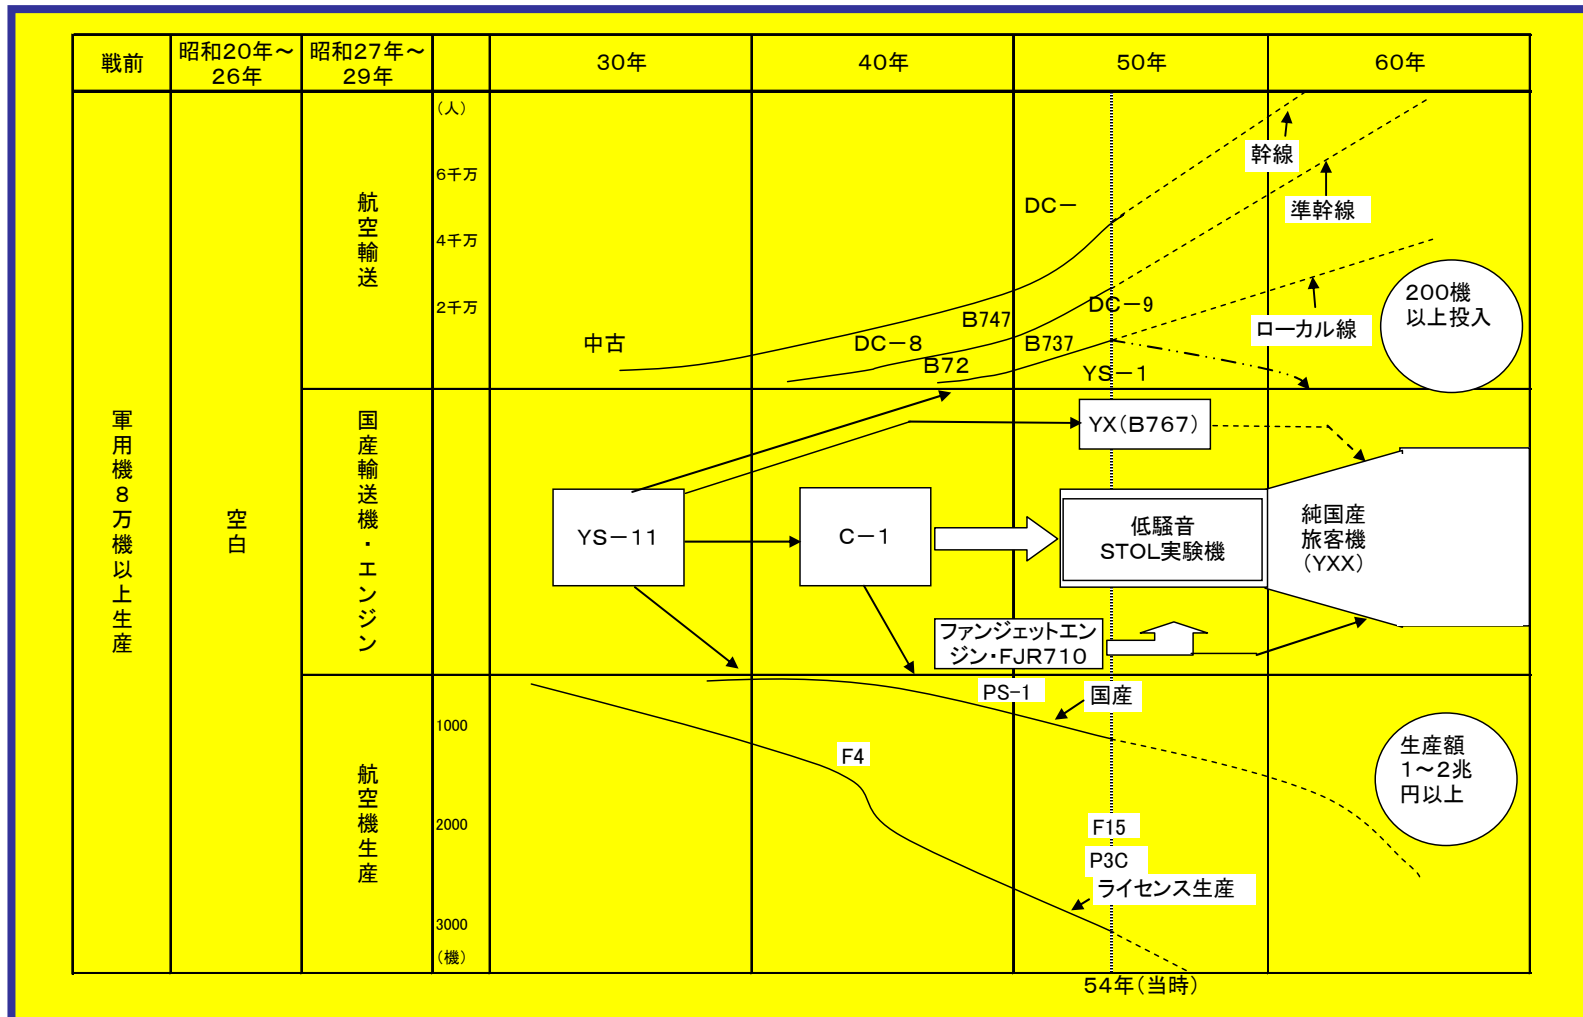 戦前
昭和20年～
26年
昭和27年～
29年
30年
40年
50年
60年
軍用機８万機以上生産
空白
航空輸送
(人)
6千万
4千万
2千万
中古
DC－8
B747
B72
DC－
B737
DC－9
YS－1
幹線
準幹線
ローカル線
200機
以上投入
国産輸送機・エンジン
YS－11
C－1
YX(B767)
低騒音
STOL実験機
純国産
旅客機
(YXX)
ファンジェットエン
ジン・FJR710
航空機生産
1000
2000
3000
(機)
PS-1
国産
F4
F15
P3C
ライセンス生産
生産額
1～2兆
円以上
54年(当時)